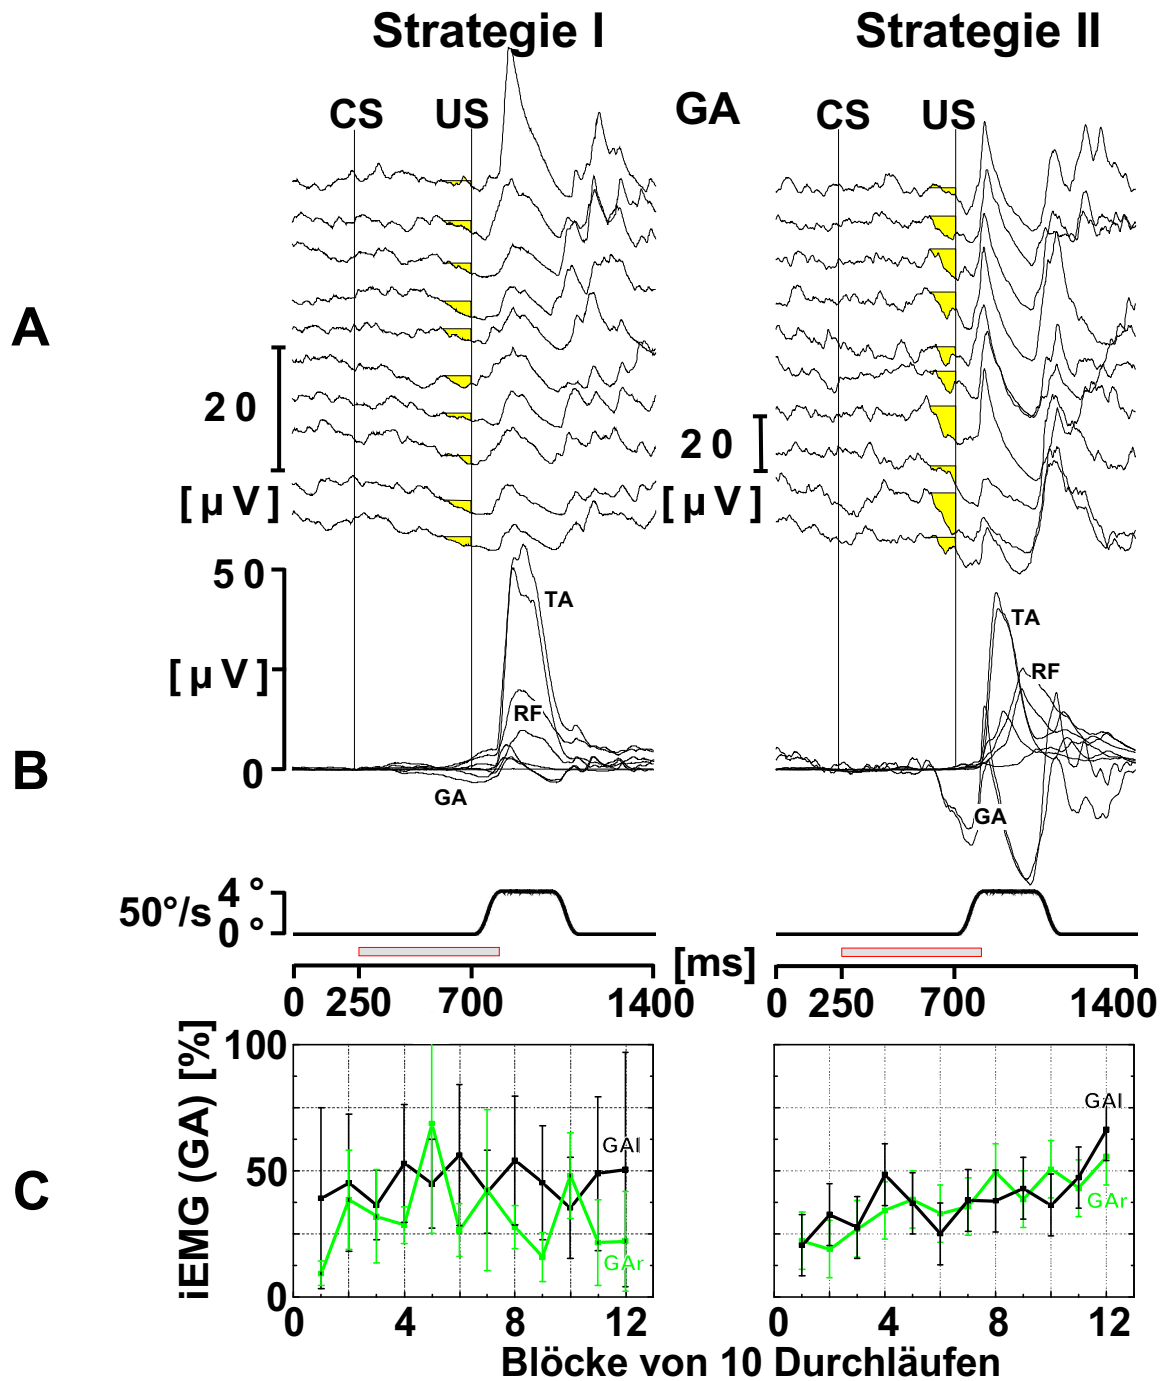 Strategie I
Strategie II
CS
US
GA
CS
US
A
20
[µV]
20
[µV]
50
[µV]
0
TA
RF
GA
TA
RF
GA
B
50°/s
4°
0°
[ms]
0 250 700 1400
0 250 700 1400
C
iEMG (GA) [%]
100
50
0
GAl
GAr
GAl
GAr
0 4 8 12
0 4 8 12
Blöcke von 10 Durchläufen